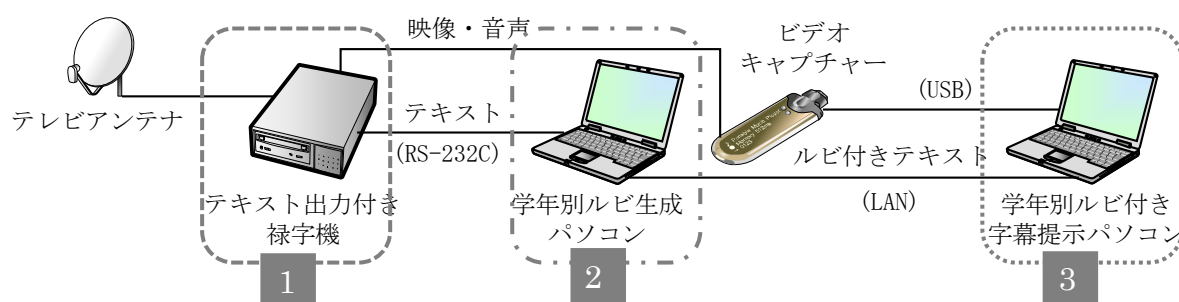 映像・音声
ビデオ
キャプチャー
テレビアンテナ
テキスト
(RS-232C)
(USB)
ルビ付きテキスト
(LAN)
テキスト出力付き
禄字機
学年別ルビ生成
パソコン
学年別ルビ付き
字幕提示パソコン
1
2
3